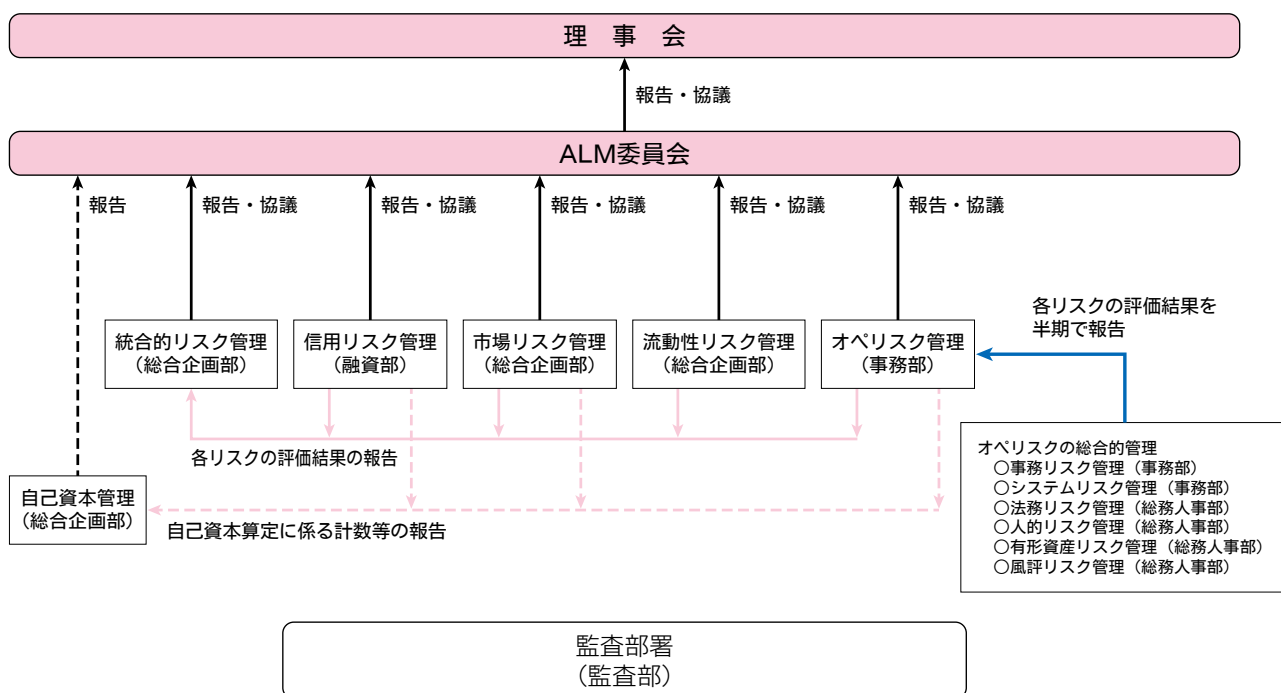 理　事　会
報告・協議
ALM委員会
報告
報告・協議
報告・協議
報告・協議
報告・協議
報告・協議
各リスクの評価結果を
半期で報告
統合的リスク管理
（総合企画部）
信用リスク管理
（融資部）
市場リスク管理
（総合企画部）
流動性リスク管理
（総合企画部）
オペリスク管理
（事務部）
各リスクの評価結果の報告
自己資本管理
（総合企画部）
自己資本算定に係る計数等の報告
オペリスクの総合的管理
○事務リスク管理（事務部）
○システムリスク管理（事務部）
○法務リスク管理（総務人事部）
○人的リスク管理（総務人事部）
○有形資産リスク管理（総務人事部）
○風評リスク管理（総務人事部）
監査部署
（監査部）